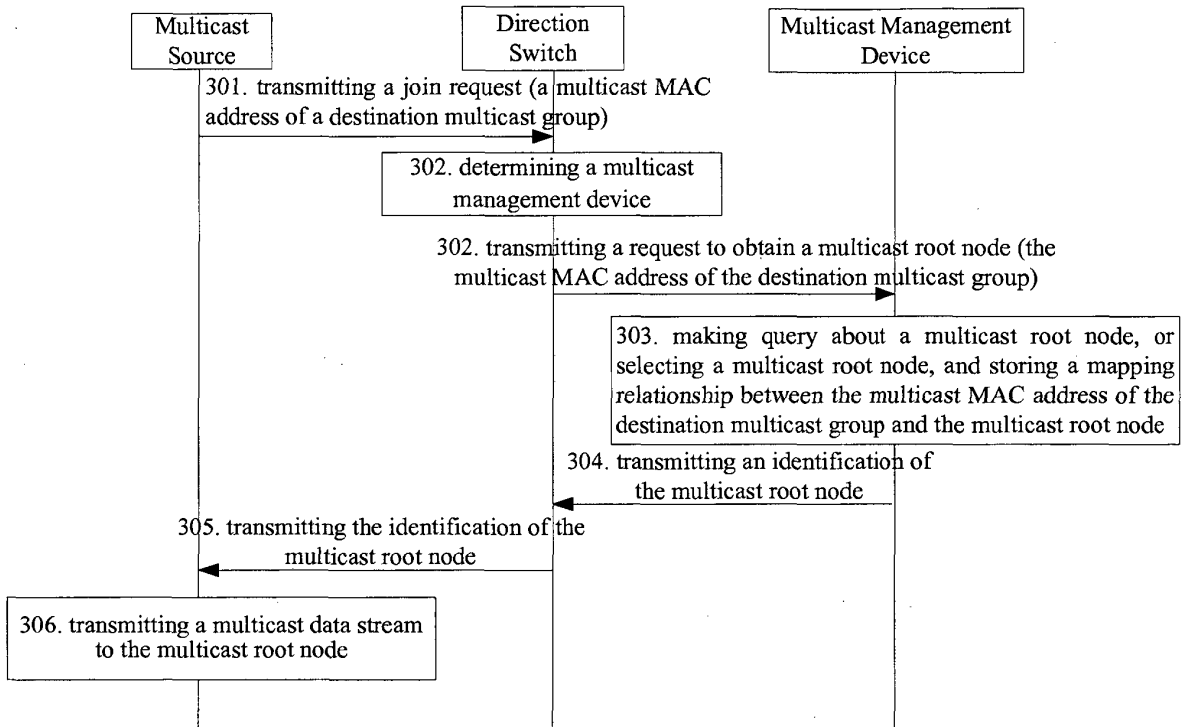 Multicast
Source
Direction
Switch
Multicast Management
Device
301. transmitting a join request (a multicast MAC
address of a destination multicast group)
302. determining a multicast
management device
302. transmitting a request to obtain a multicast root node (the
multicast MAC address of the destination multicast group)
303. making query about a multicast root node, or
selecting a multicast root node, and storing a mapping
relationship between the multicast MAC address of the
destination multicast group and the multicast root node
304. transmitting an identification of
the multicast root node
305. transmitting the identification of the
multicast root node
306. transmitting a multicast data stream
to the multicast root node